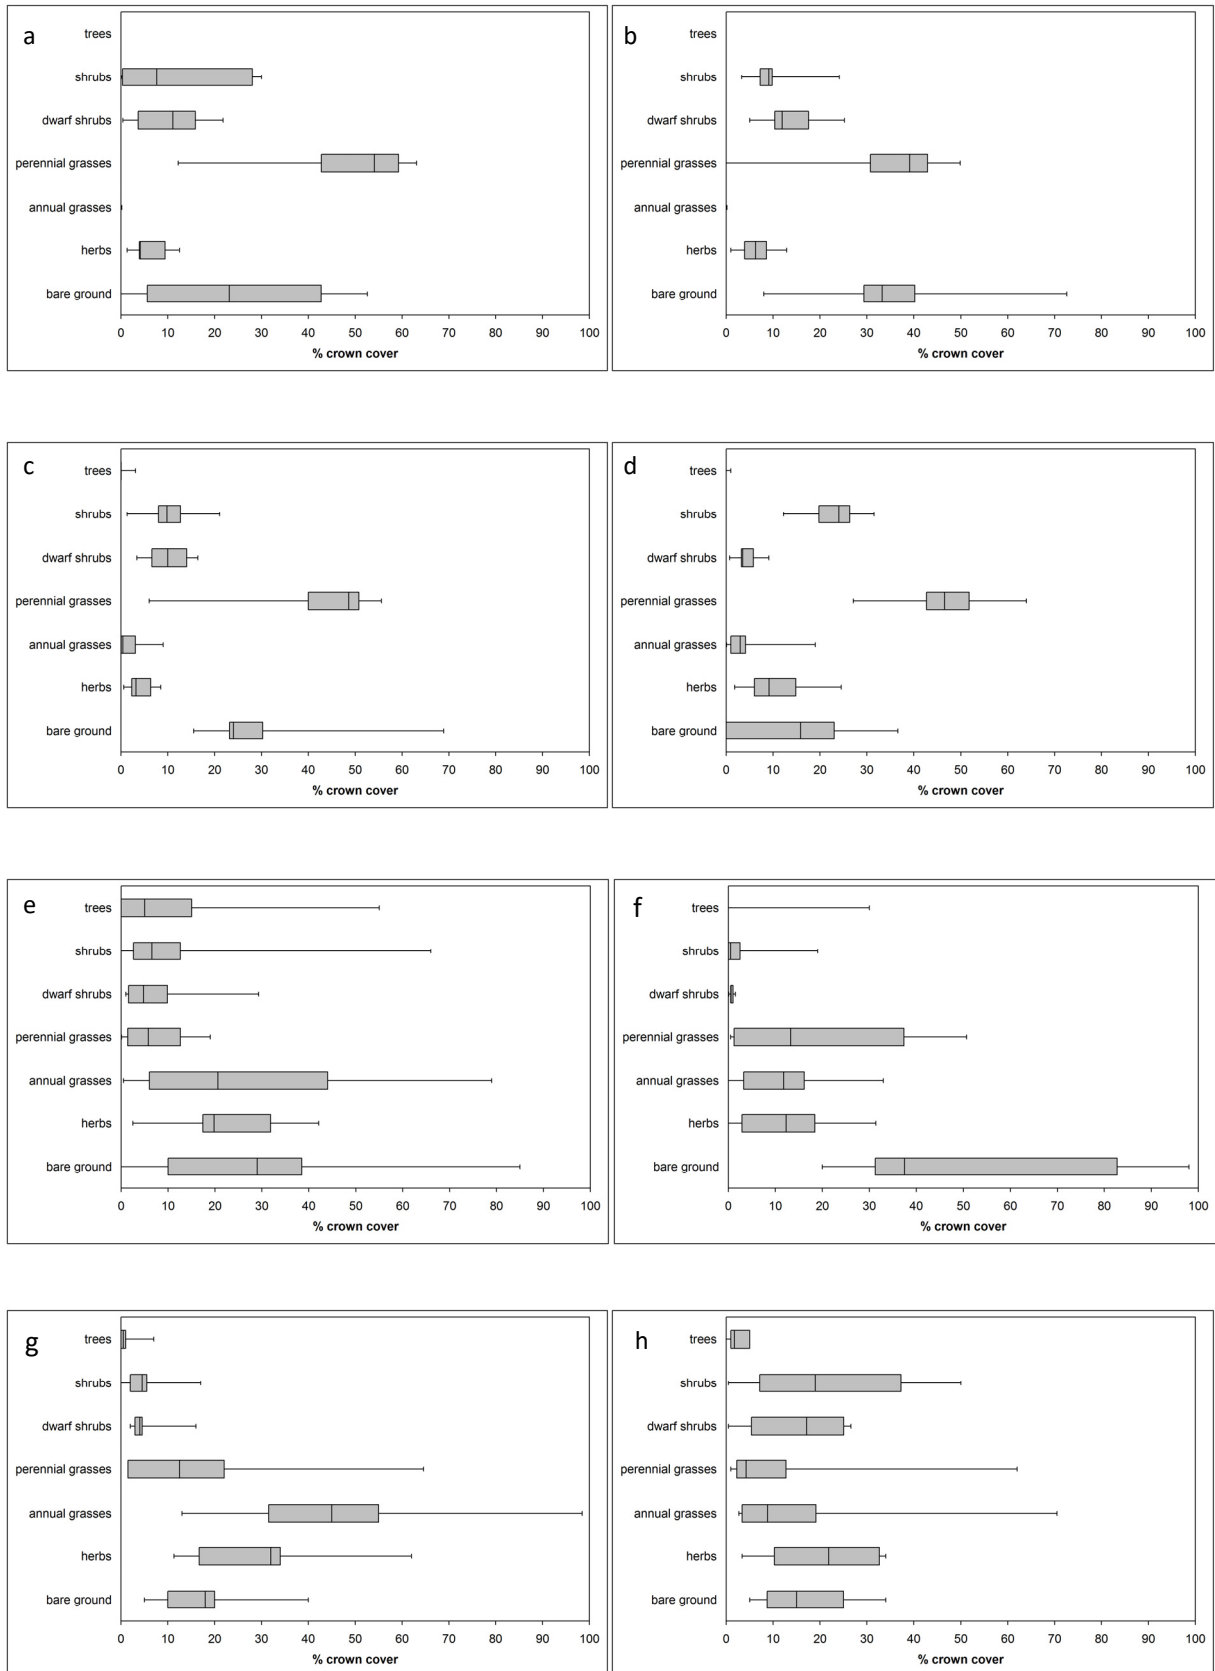 a
trees
shrubs
dwarf shrubs
perennial grasses
annual grasses
herbs
bare ground
0 10 20 30 40 50 60 70 80 90 100
% crown cover
b
trees
shrubs
dwarf shrubs
perennial grasses
annual grasses
herbs
bare ground
0 10 20 30 40 50 60 70 80 90 100
% crown cover
c
trees
shrubs
dwarf shrubs
perennial grasses
annual grasses
herbs
bare ground
0 10 20 30 40 50 60 70 80 90 100
% crown cover
d
trees
shrubs
dwarf shrubs
perennial grasses
annual grasses
herbs
bare ground
0 10 20 30 40 50 60 70 80 90 100
% crown cover
e
trees
shrubs
dwarf shrubs
perennial grasses
annual grasses
herbs
bare ground
0 10 20 30 40 50 60 70 80 90 100
% crown cover
f
trees
shrubs
dwarf shrubs
perennial grasses
annual grasses
herbs
bare ground
0 10 20 30 40 50 60 70 80 90 100
% crown cover
g
trees
shrubs
dwarf shrubs
perennial grasses
annual grasses
herbs
bare ground
0 10 20 30 40 50 60 70 80 90 100
% crown cover
h
trees
shrubs
dwarf shrubs
perennial grasses
annual grasses
herbs
bare ground
0 10 20 30 40 50 60 70 80 90 100
% crown cover